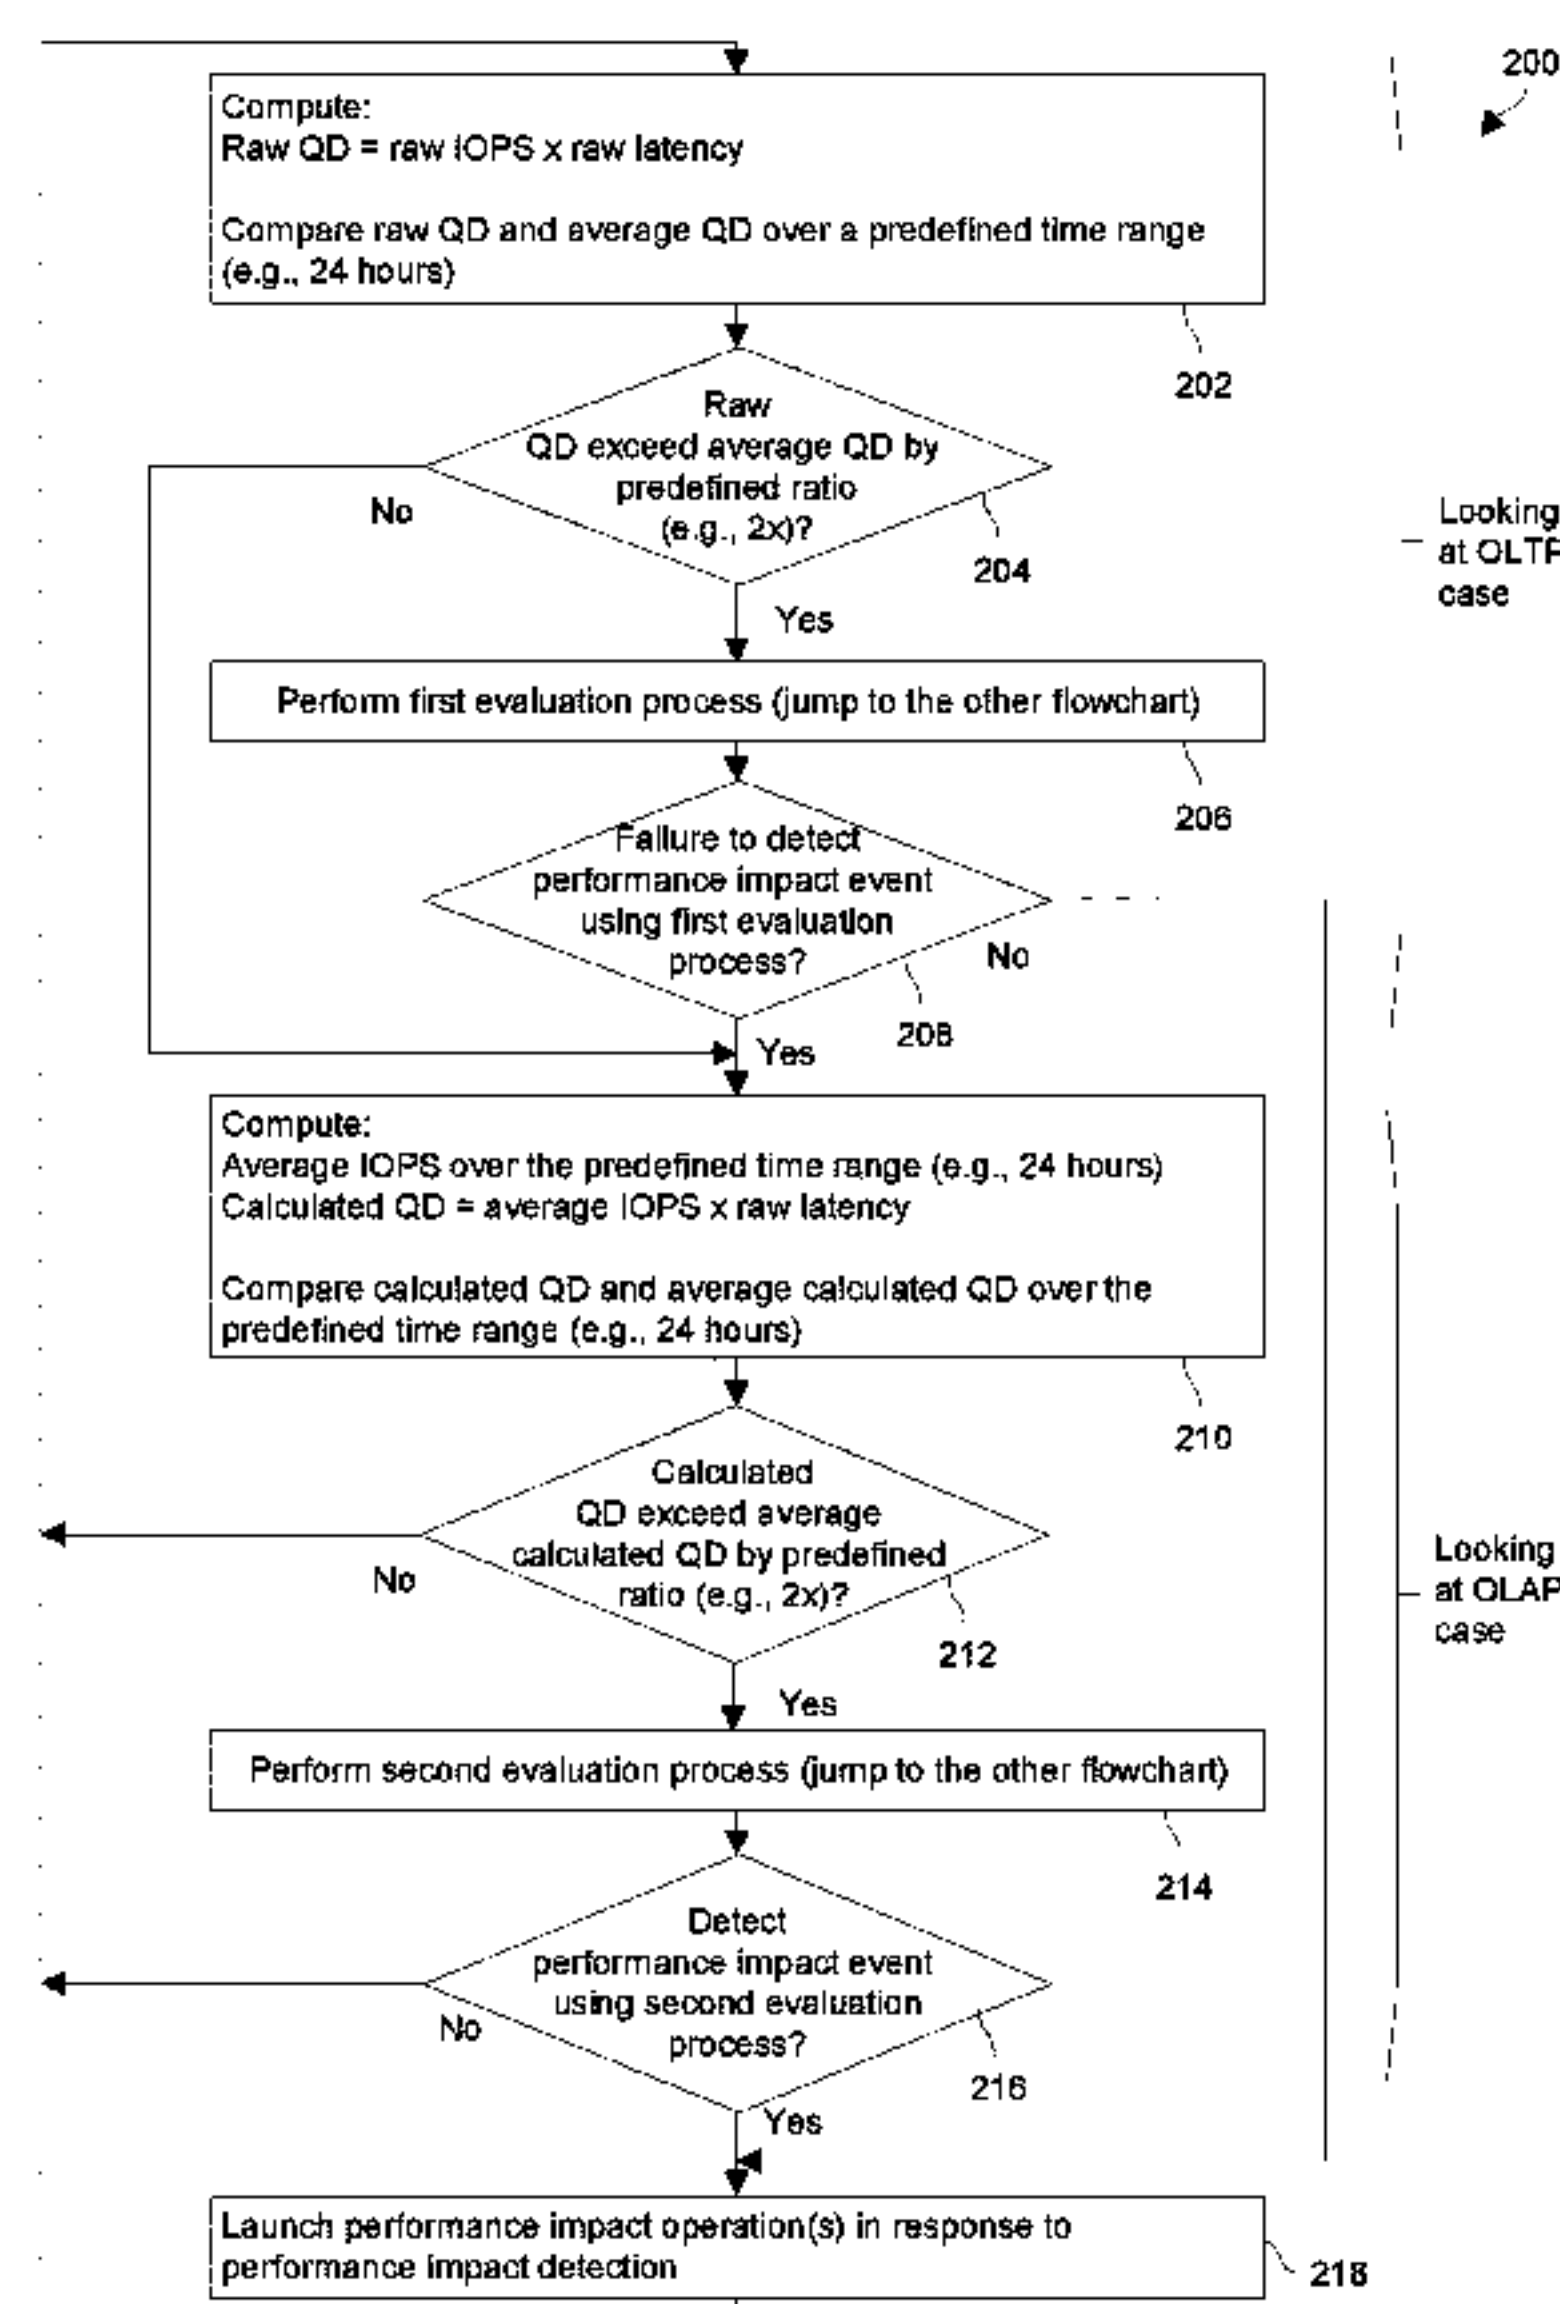 200
Compute:
Raw QD = raw IOPS x raw latency
Compare raw QD and average QD over a predefined time range
(e.g., 24 hours)
202
Raw
QD exceed average QD by
predefined ratio
(e.g., 2x)?
204
No
Yes
Looking
at OLTP
case
Perform first evaluation process (jump to the other flowchart)
206
Failure to detect
performance impact event
using first evaluation
process?
208
No
Yes
Compute:
Average IOPS over the predefined time range (e.g., 24 hours)
Calculated QD = average IOPS x raw latency
Compare calculated QD and average calculated QD over the
predefined time range (e.g., 24 hours)
210
Calculated
QD exceed average
calculated QD by predefined
ratio (e.g., 2x)?
212
No
Yes
Looking
at OLAP
case
Perform second evaluation process (jump to the other flowchart)
214
Detect
performance impact event
using second evaluation
process?
216
No
Yes
Launch performance impact operation(s) in response to
performance impact detection
218